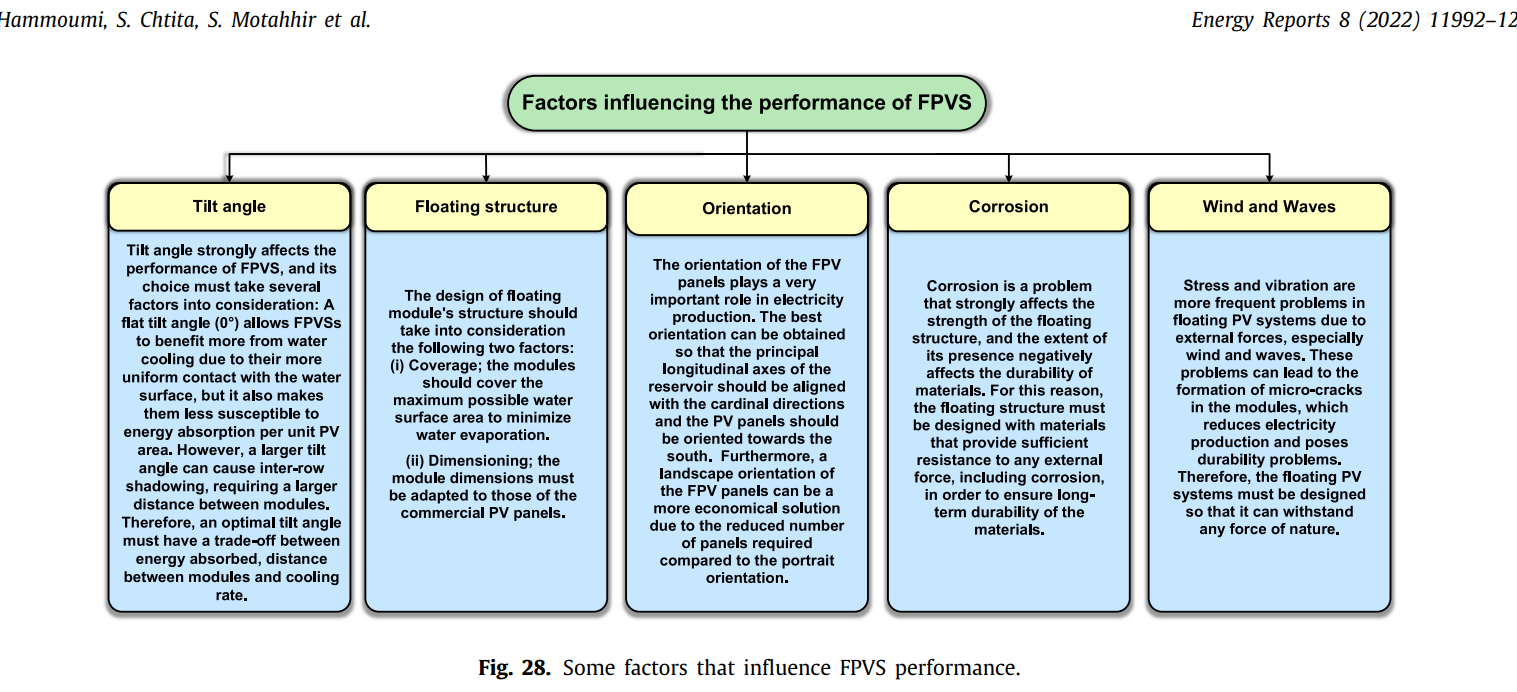 Hammoumi, S. Chtita, S. Motahhir et al.
Energy Reports 8 (2022) 11992–12
Factors influencing the performance of FPVS
Tilt angle
Tilt angle strongly affects the
performance of FPVS, and its
choice must take several
factors into consideration: A
flat tilt angle (0°) allows FPVSs
to benefit more from water
cooling due to their more
uniform contact with the water
surface, but it also makes
them less susceptible to
energy absorption per unit PV
area. However, a larger tilt
angle can cause inter-row
shadowing, requiring a larger
distance between modules.
Therefore, an optimal tilt angle
must have a trade-off between
energy absorbed, distance
between modules and cooling
rate.
Floating structure
The design of floating
module's structure should
take into consideration
the following two factors:
(i) Coverage; the modules
should cover the
maximum possible water
surface area to minimize
water evaporation.
(ii) Dimensioning; the
module dimensions must
be adapted to those of the
commercial PV panels.
Orientation
The orientation of the FPV
panels plays a very
important role in electricity
production. The best
orientation can be obtained
so that the principal
longitudinal axes of the
reservoir should be aligned
with the cardinal directions
and the PV panels should
be oriented towards the
south. Furthermore, a
landscape orientation of
the FPV panels can be a
more economical solution
due to the reduced number
of panels required
compared to the portrait
orientation.
Corrosion
Corrosion is a problem
that strongly affects the
strength of the floating
structure, and the extent of
its presence negatively
affects the durability of
materials. For this reason,
the floating structure must
be designed with materials
that provide sufficient
resistance to any external
force, including corrosion,
in order to ensure long-
term durability of the
materials.
Wind and Waves
Stress and vibration are
more frequent problems in
floating PV systems due to
external forces, especially
wind and waves. These
problems can lead to the
formation of micro-cracks
in the modules, which
reduces electricity
production and poses
durability problems.
Therefore, the floating PV
systems must be designed
so that it can withstand
any force of nature.
Fig. 28. Some factors that influence FPVS performance.